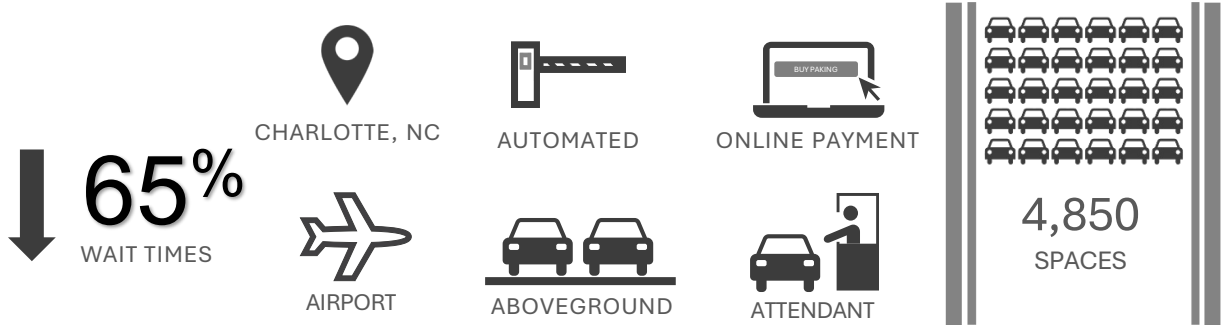 65%
WAIT TIMES
CHARLOTTE, NC
AUTOMATED
BUY PAKING
ONLINE PAYMENT
AIRPORT
ABOVEGROUND
ATTENDANT
4,850
SPACES